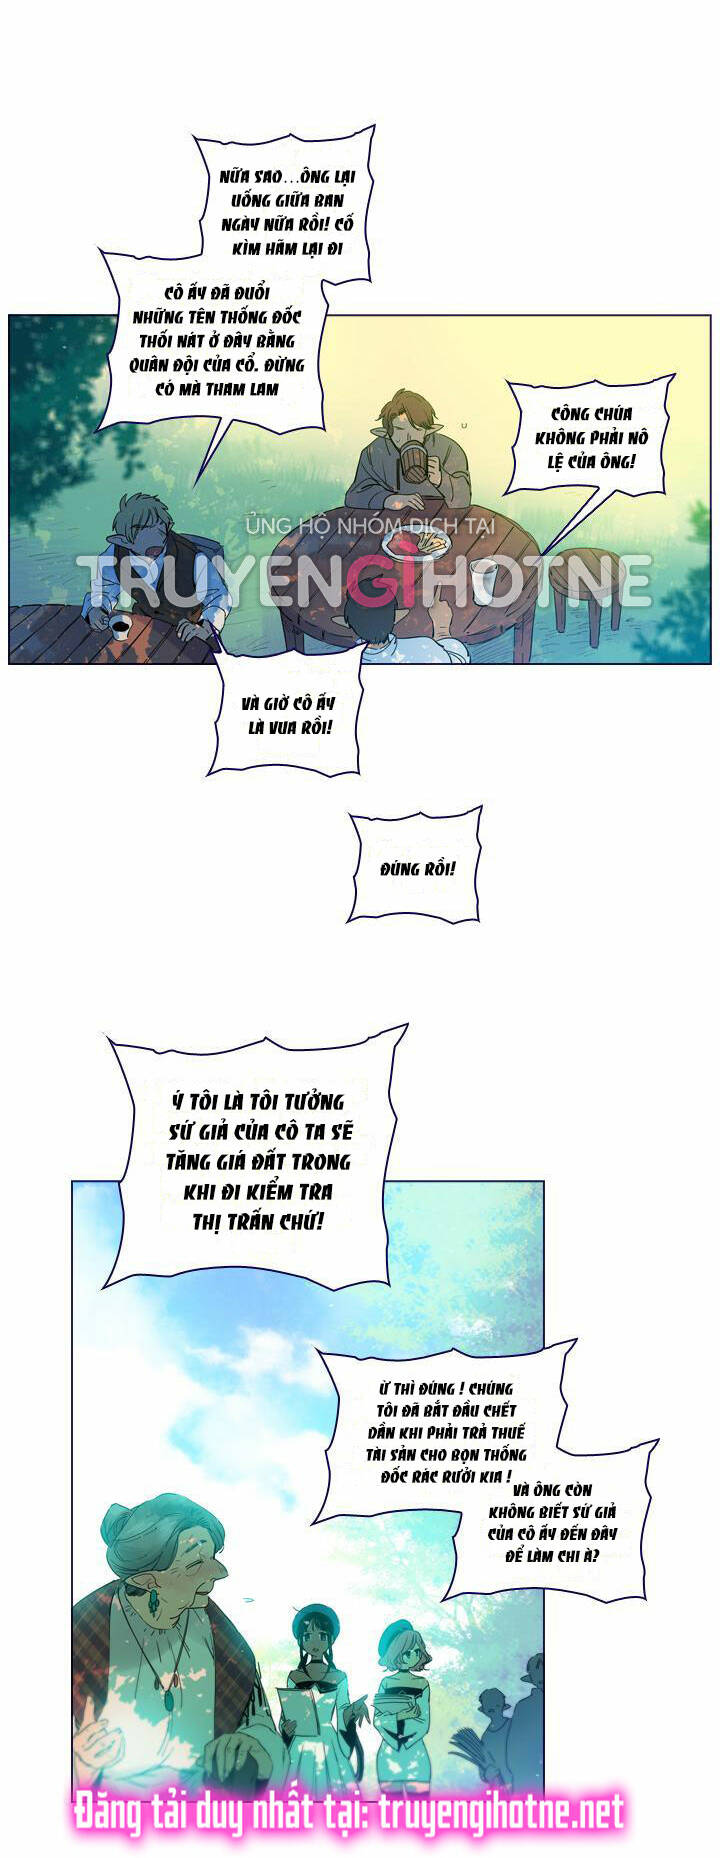 NỮA SAO...ÔNG LẠI
UỐNG GIỮA BAN
NGÀY NỮA RỒI! CỐ
KÌM HÃM LẠI ĐI
CÔ ẤY ĐÃ ĐUỔI
NHỮNG TÊN THỐNG ĐỐC
THỐI NÁT Ở ĐÂY BẰNG
QUÂN ĐỘI CỦA CỔ. ĐỪNG
CÓ MÀ THAM LAM
CÔNG CHÚA
KHÔNG PHẢI NÔ
LỆ CỦA ÔNG!
ỦNG HỘ NHÓM DỊCH TẠI
TRUYENGIHOTNE
VÀ GIỜ CÔ ẤY
LÀ VUA RỒI!
ĐÚNG RỒI!
Ý TÔI LÀ TÔI TƯỞNG
SỨ GIẢ CỦA CÔ TA SẼ
TĂNG GIÁ ĐẤT TRONG
KHI ĐI KIỂM TRA
THỊ TRẤN CHỨ!
Ừ THÌ ĐÚNG! CHÚNG
TÔI ĐÃ BẮT ĐẦU CHẾT
DẦN KHI PHẢI TRẢ THUẾ
TÀI SẢN CHO BỌN THỐNG
ĐỐC RÁC RƯỞI KIA!
VÀ ÔNG CÒN
KHÔNG BIẾT SỨ GIẢ
CỦA CÔ ẤY ĐẾN ĐÂY
ĐỂ LÀM CHI À?
Đăng tải duy nhất tại: truyengihotne.net